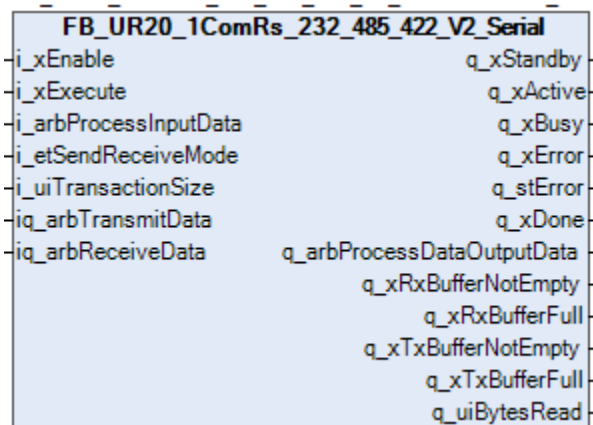 FB_UR20_1ComRs_232_485_422_V2_Serial
i_xEnable q_xStandby
i_xExecute q_xActive
i_arbProcessInputData q_xBusy
i_etSendReceiveMode q_xError
i_uiTransactionSize q_stError
iq_arbTransmitData q_xDone
iq_arbReceiveData q_arbProcessDataOutputData
q_xRxBufferNotEmpty
q_xRxBufferFull
q_xTxBufferNotEmpty
q_xTxBufferFull
q_uiBytesRead